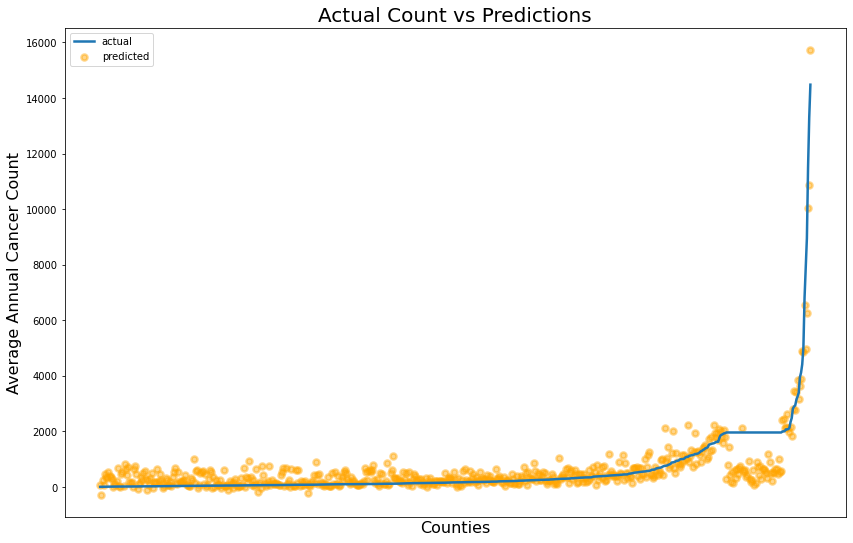 Actual Count vs Predictions
actual
predicted
16000
14000
12000
10000
8000
6000
4000
2000
0
Average Annual Cancer Count
Counties